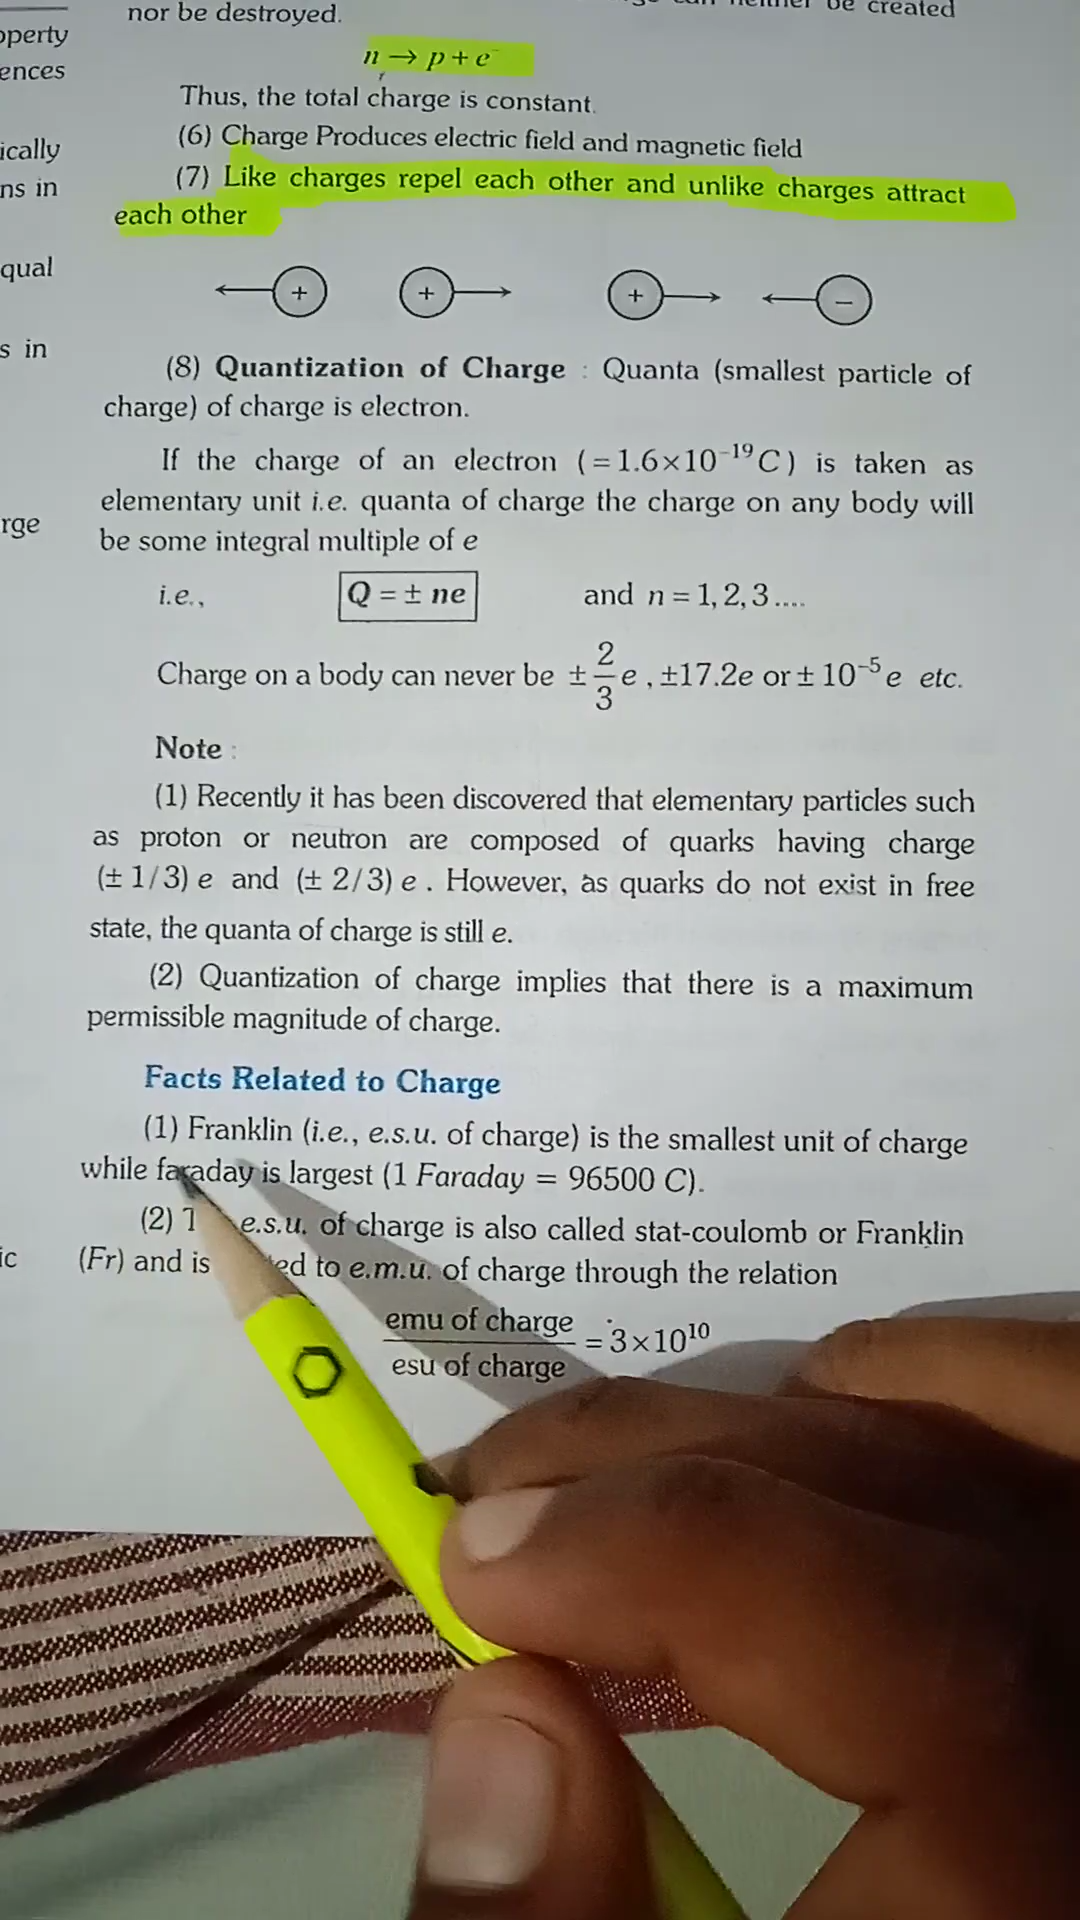 nor be destroyed.
be created
operty
n → p + e⁻
ences
Thus, the total charge is constant.
(6) Charge Produces electric field and magnetic field
ically
(7) Like charges repel each other and unlike charges attract
ns in
each other
qual
+ + + −
s in
(8) Quantization of Charge : Quanta (smallest particle of
charge) of charge is electron.
If the charge of an electron (=1.6×10⁻¹⁹C) is taken as
elementary unit i.e. quanta of charge the charge on any body will
rge
be some integral multiple of e
i.e., Q = ± ne and n = 1, 2, 3 ....
Charge on a body can never be ± 2/3 e , ±17.2e or ± 10⁻⁵ e etc.
Note :
(1) Recently it has been discovered that elementary particles such
as proton or neutron are composed of quarks having charge
(± 1/3) e and (± 2/3) e . However, as quarks do not exist in free
state, the quanta of charge is still e.
(2) Quantization of charge implies that there is a maximum
permissible magnitude of charge.
Facts Related to Charge
(1) Franklin (i.e., e.s.u. of charge) is the smallest unit of charge
while faraday is largest (1 Faraday = 96500 C).
(2) e.s.u. of charge is also called stat-coulomb or Franklin
ic
(Fr) and is ed to e.m.u. of charge through the relation
emu of charge / esu of charge = 3×10¹⁰